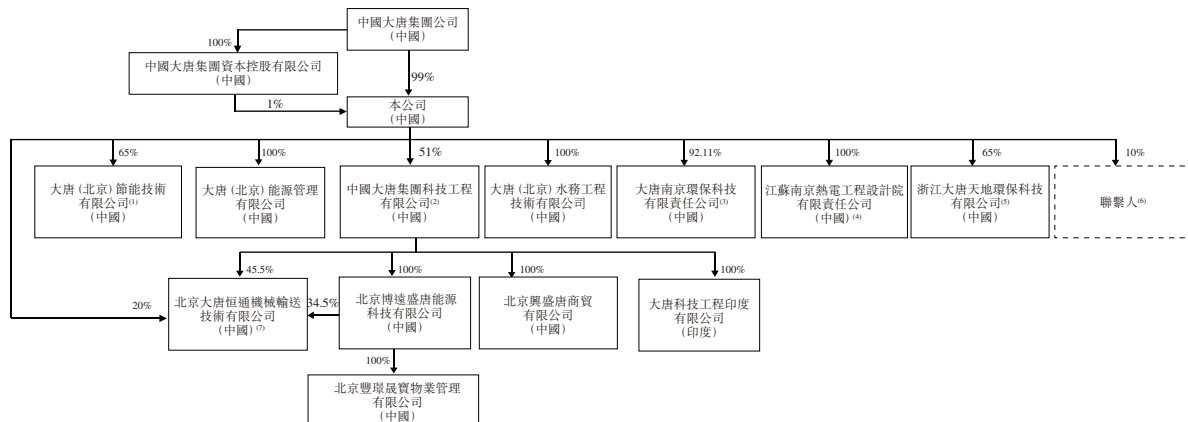 中國大唐集團公司
(中國)
100%
中國大唐集團資本控股有限公司
(中國)
99%
1%
本公司
(中國)
65%
100%
51%
100%
92.11%
100%
65%
10%
大唐 (北京) 節能技術
有限公司(1)
(中國)
大唐 (北京) 能源管理
有限公司
(中國)
中國大唐集團科技工程
有限公司(2)
(中國)
大唐 (北京) 水務工程
技術有限公司
(中國)
大唐南京環保科技
有限責任公司(3)
(中國)
江蘇南京熱電工程設計院
有限責任公司
(中國) (4)
浙江大唐天地環保科技
有限公司(5)
(中國)
聯繫人(6)
45.5%
100%
100%
100%
20%
北京大唐恒通機械輸送
技術有限公司
(中國) (7)
34.5%
北京博遠盛唐能源
科技有限公司
(中國)
北京興盛唐商貿
有限公司
(中國)
大唐科技工程印度
有限公司
(印度)
100%
北京豐璟晟寶物業管理
有限公司
(中國)